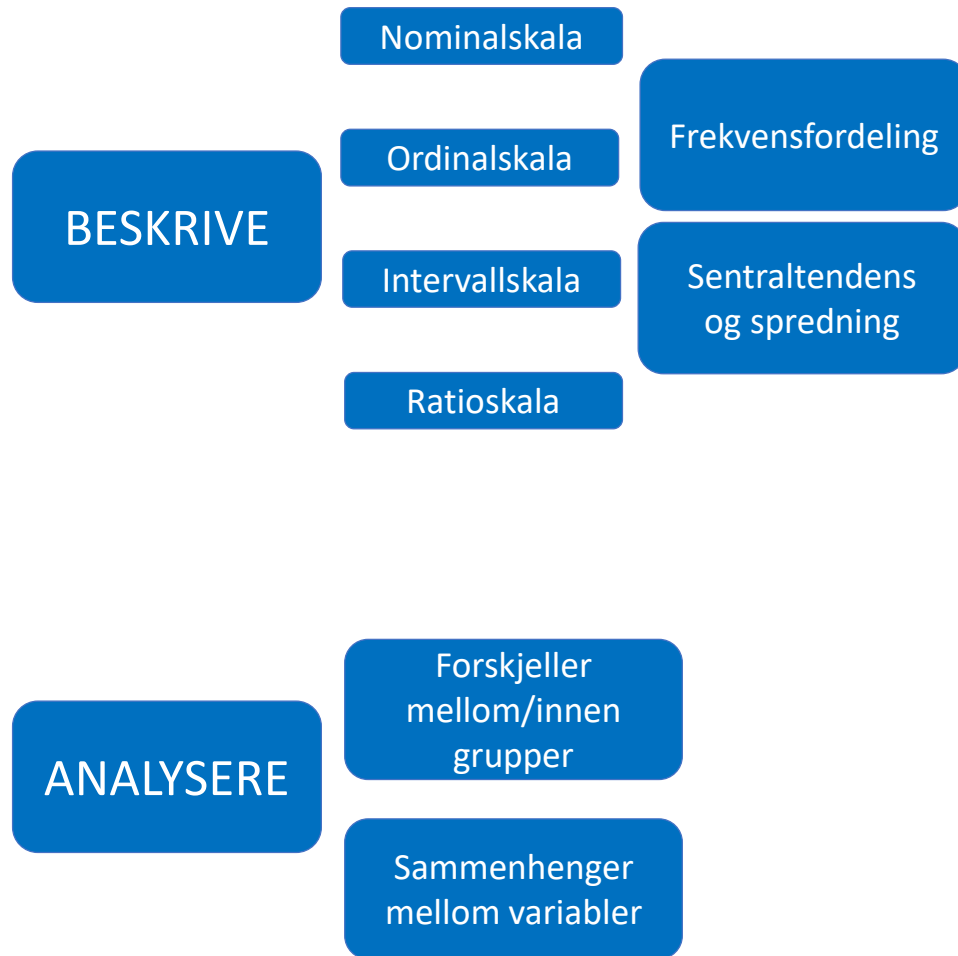 BESKRIVE
Nominalskala
Ordinalskala
Intervallskala
Ratioskala
Frekvensfordeling
Sentraltendens
og spredning
ANALYSERE
Forskjeller
mellom/innen
grupper
Sammenhenger
mellom variabler